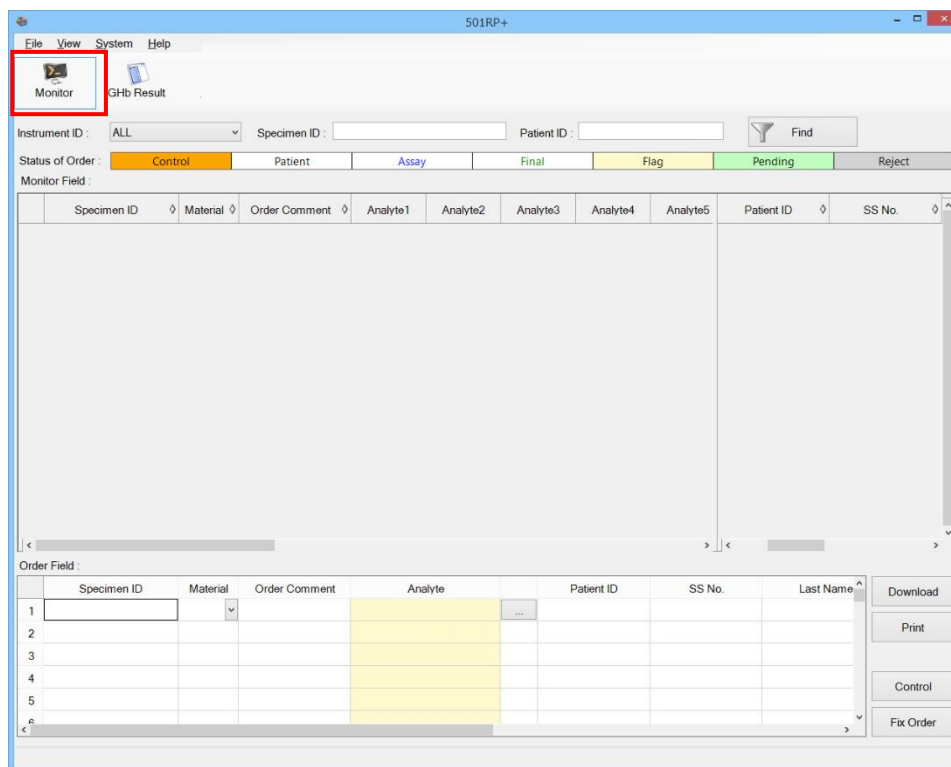 501RP+
File View System Help
Monitor GHb Result
Instrument ID : ALL Specimen ID : Patient ID : Find
Status of Order : Control Patient Assay Final Flag Pending Reject
Monitor Field :
Specimen ID Material Order Comment Analyte1 Analyte2 Analyte3 Analyte4 Analyte5 Patient ID SS No.
Order Field :
Specimen ID Material Order Comment Analyte Patient ID SS No. Last Name
1 ...
2
3
4
5
6
Download
Print
Control
Fix Order